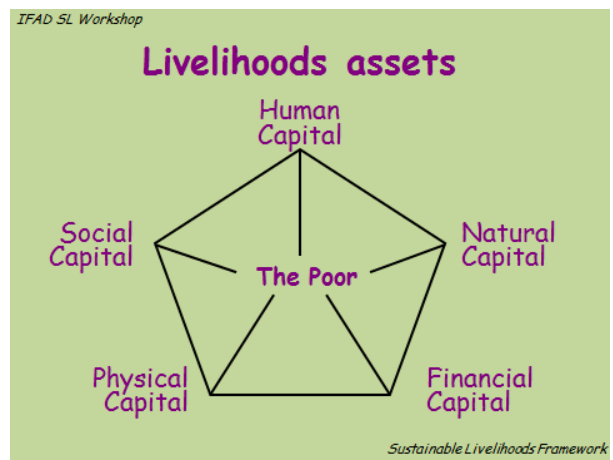 IFAD SL Workshop
Livelihoods assets
Human
Capital
Social
Capital
Natural
Capital
The Poor
Physical
Capital
Financial
Capital
Sustainable Livelihoods Framework